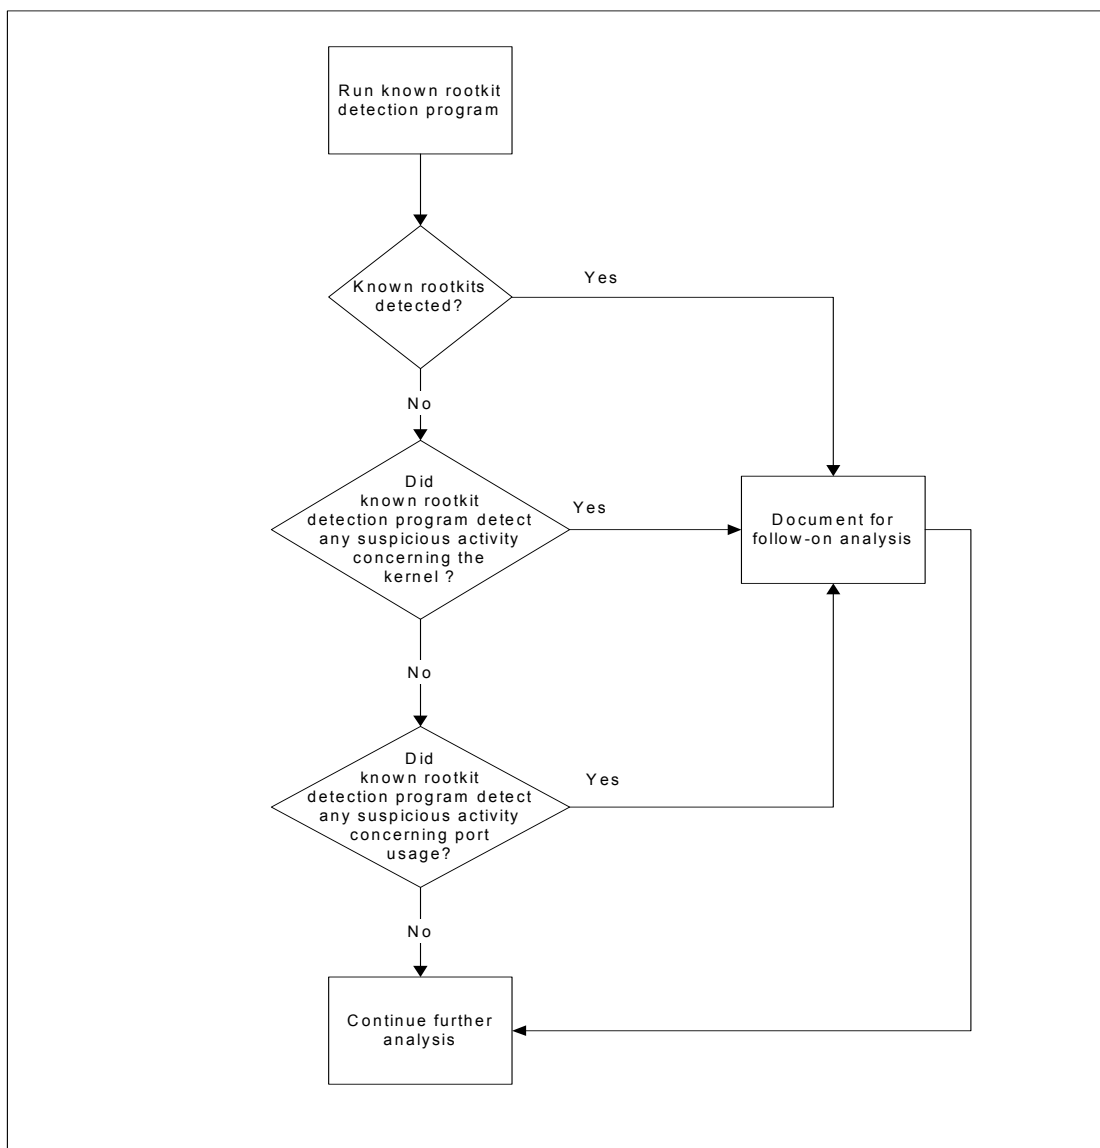 Run known rootkit
detection program
Known rootkits
detected?
Yes
No
Did
known rootkit
detection program detect
any suspicious activity
concerning the
kernel ?
Yes
Document for
follow-on analysis
No
Did
known rootkit
detection program detect
any suspicious activity
concerning port
usage?
Yes
No
Continue further
analysis